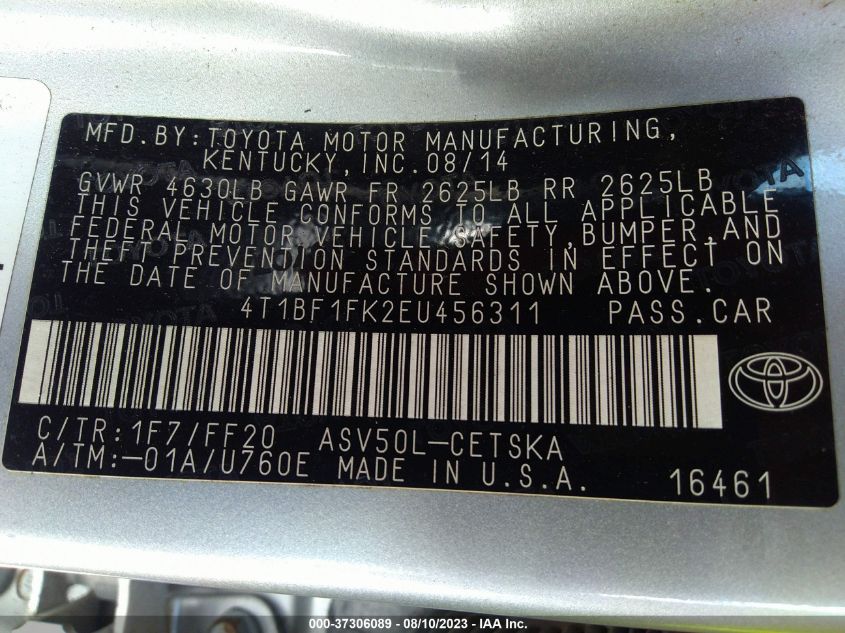 MFD.BY:TOYOTA MOTOR MANUFACTURING,
KENTUCKY,INC.08/14
GVWR 4630LB GAWR FR 2625LB RR 2625LB
THIS VEHICLE CONFORMS TO ALL APPLICABLE
FEDERAL MOTOR VEHICLE SAFETY,BUMPER,AND
THEFT PREVENTION STANDARDS IN EFFECT ON
THE DATE OF MANUFACTURE SHOWN ABOVE.
4T1BF1FK2EU456311 PASS.CAR
C/TR:1F7/FF20 ASV50L-CETSKA
A/TM:-01A/U760E MADE IN U.S.A. 16461
000-37306089 - 08/10/2023 - IAA Inc.